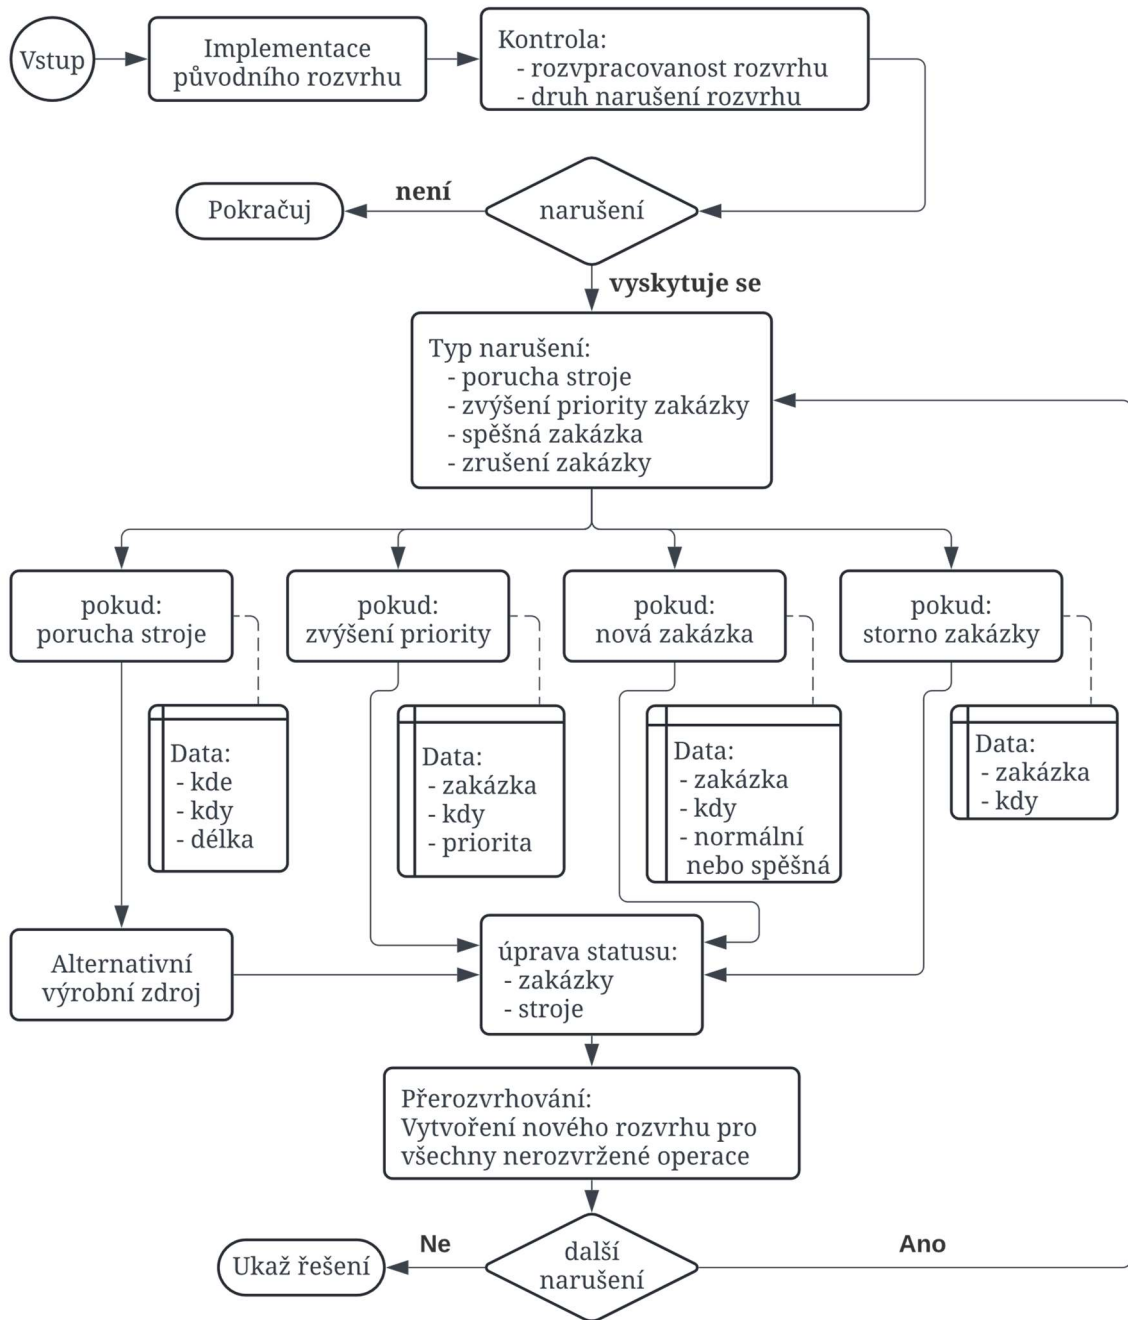 Vstup
Implementace
původního rozvrhu
Kontrola:
- rozvpracovanost rozvrhu
- druh narušení rozvrhu
není
Pokračuj
narušení
vyskytuje se
Typ narušení:
- porucha stroje
- zvýšení priority zakázky
- spěšná zakázka
- zrušení zakázky
pokud:
porucha stroje
pokud:
zvýšení priority
pokud:
nová zakázka
pokud:
storno zakázky
Data:
- kde
- kdy
- délka
Data:
- zakázka
- kdy
- priorita
Data:
- zakázka
- kdy
- normální
nebo spěšná
Data:
- zakázka
- kdy
Alternativní
výrobní zdroj
úprava statusu:
- zakázky
- stroje
Přerozvrhování:
Vytvoření nového rozvrhu pro
všechny nerozvržené operace
Ukaž řešení
Ne
další
narušení
Ano